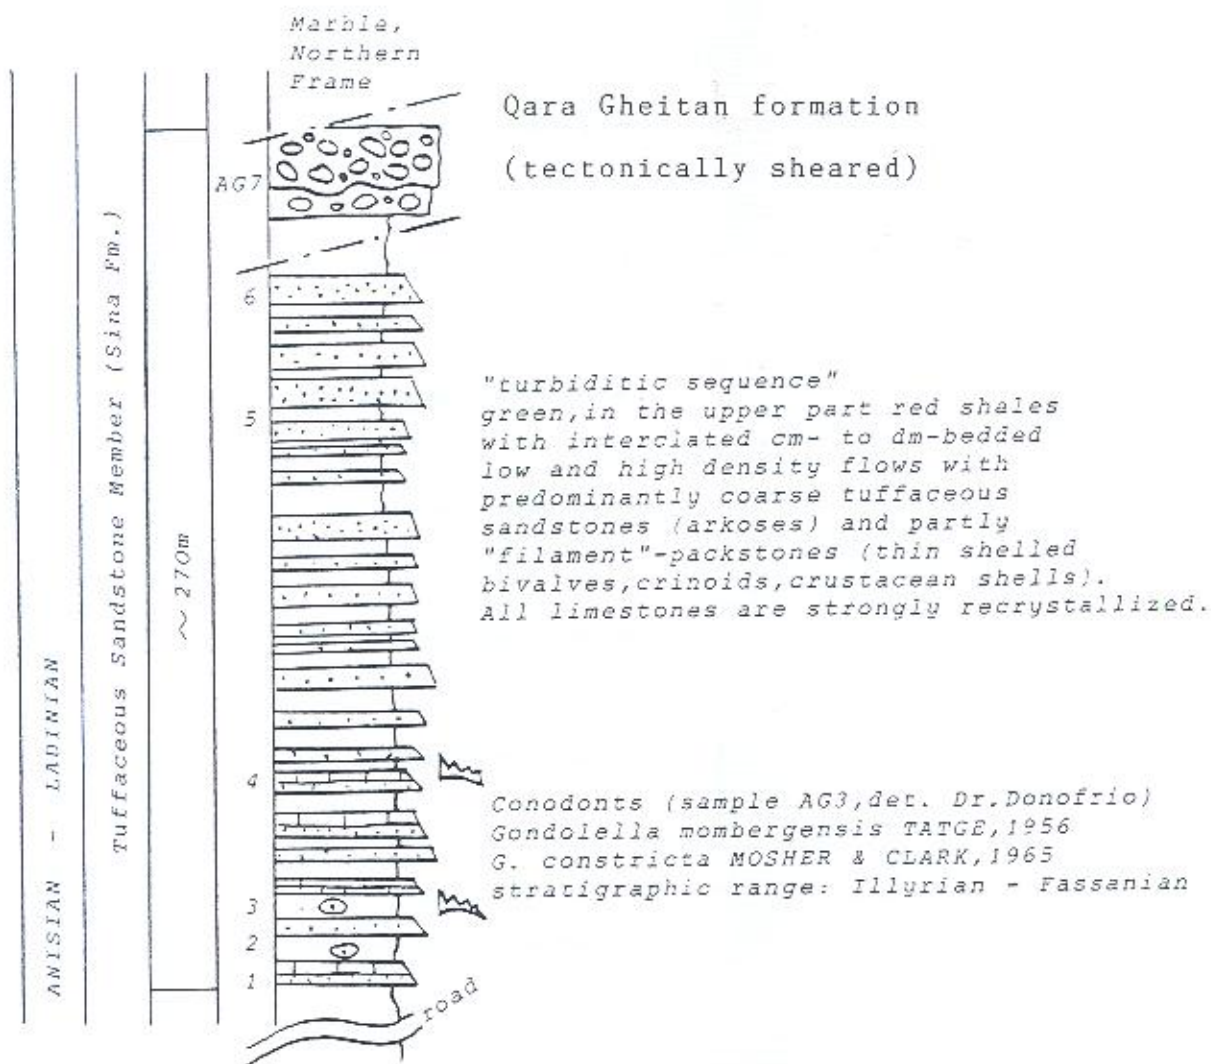 Marble,
Northern
Frame
Qara Gheitan formation
(tectonically sheared)
AG7
6
5
4
3
2
1
ANISIAN - LADINIAN
Tuffaceous Sandstone Member (Sina Fm.)
~ 270m
"turbiditic sequence"
green,in the upper part red shales
with interclated cm- to dm-bedded
low and high density flows with
predominantly coarse tuffaceous
sandstones (arkoses) and partly
"filament"-packstones (thin shelled
bivalves,crinoids,crustacean shells).
All limestones are strongly recrystallized.
Conodonts (sample AG3,det. Dr.Donofrio)
Gondolella mombergensis TATGE,1956
G. constricta MOSHER & CLARK,1965
stratigraphic range: Illyrian - Fassanian
road